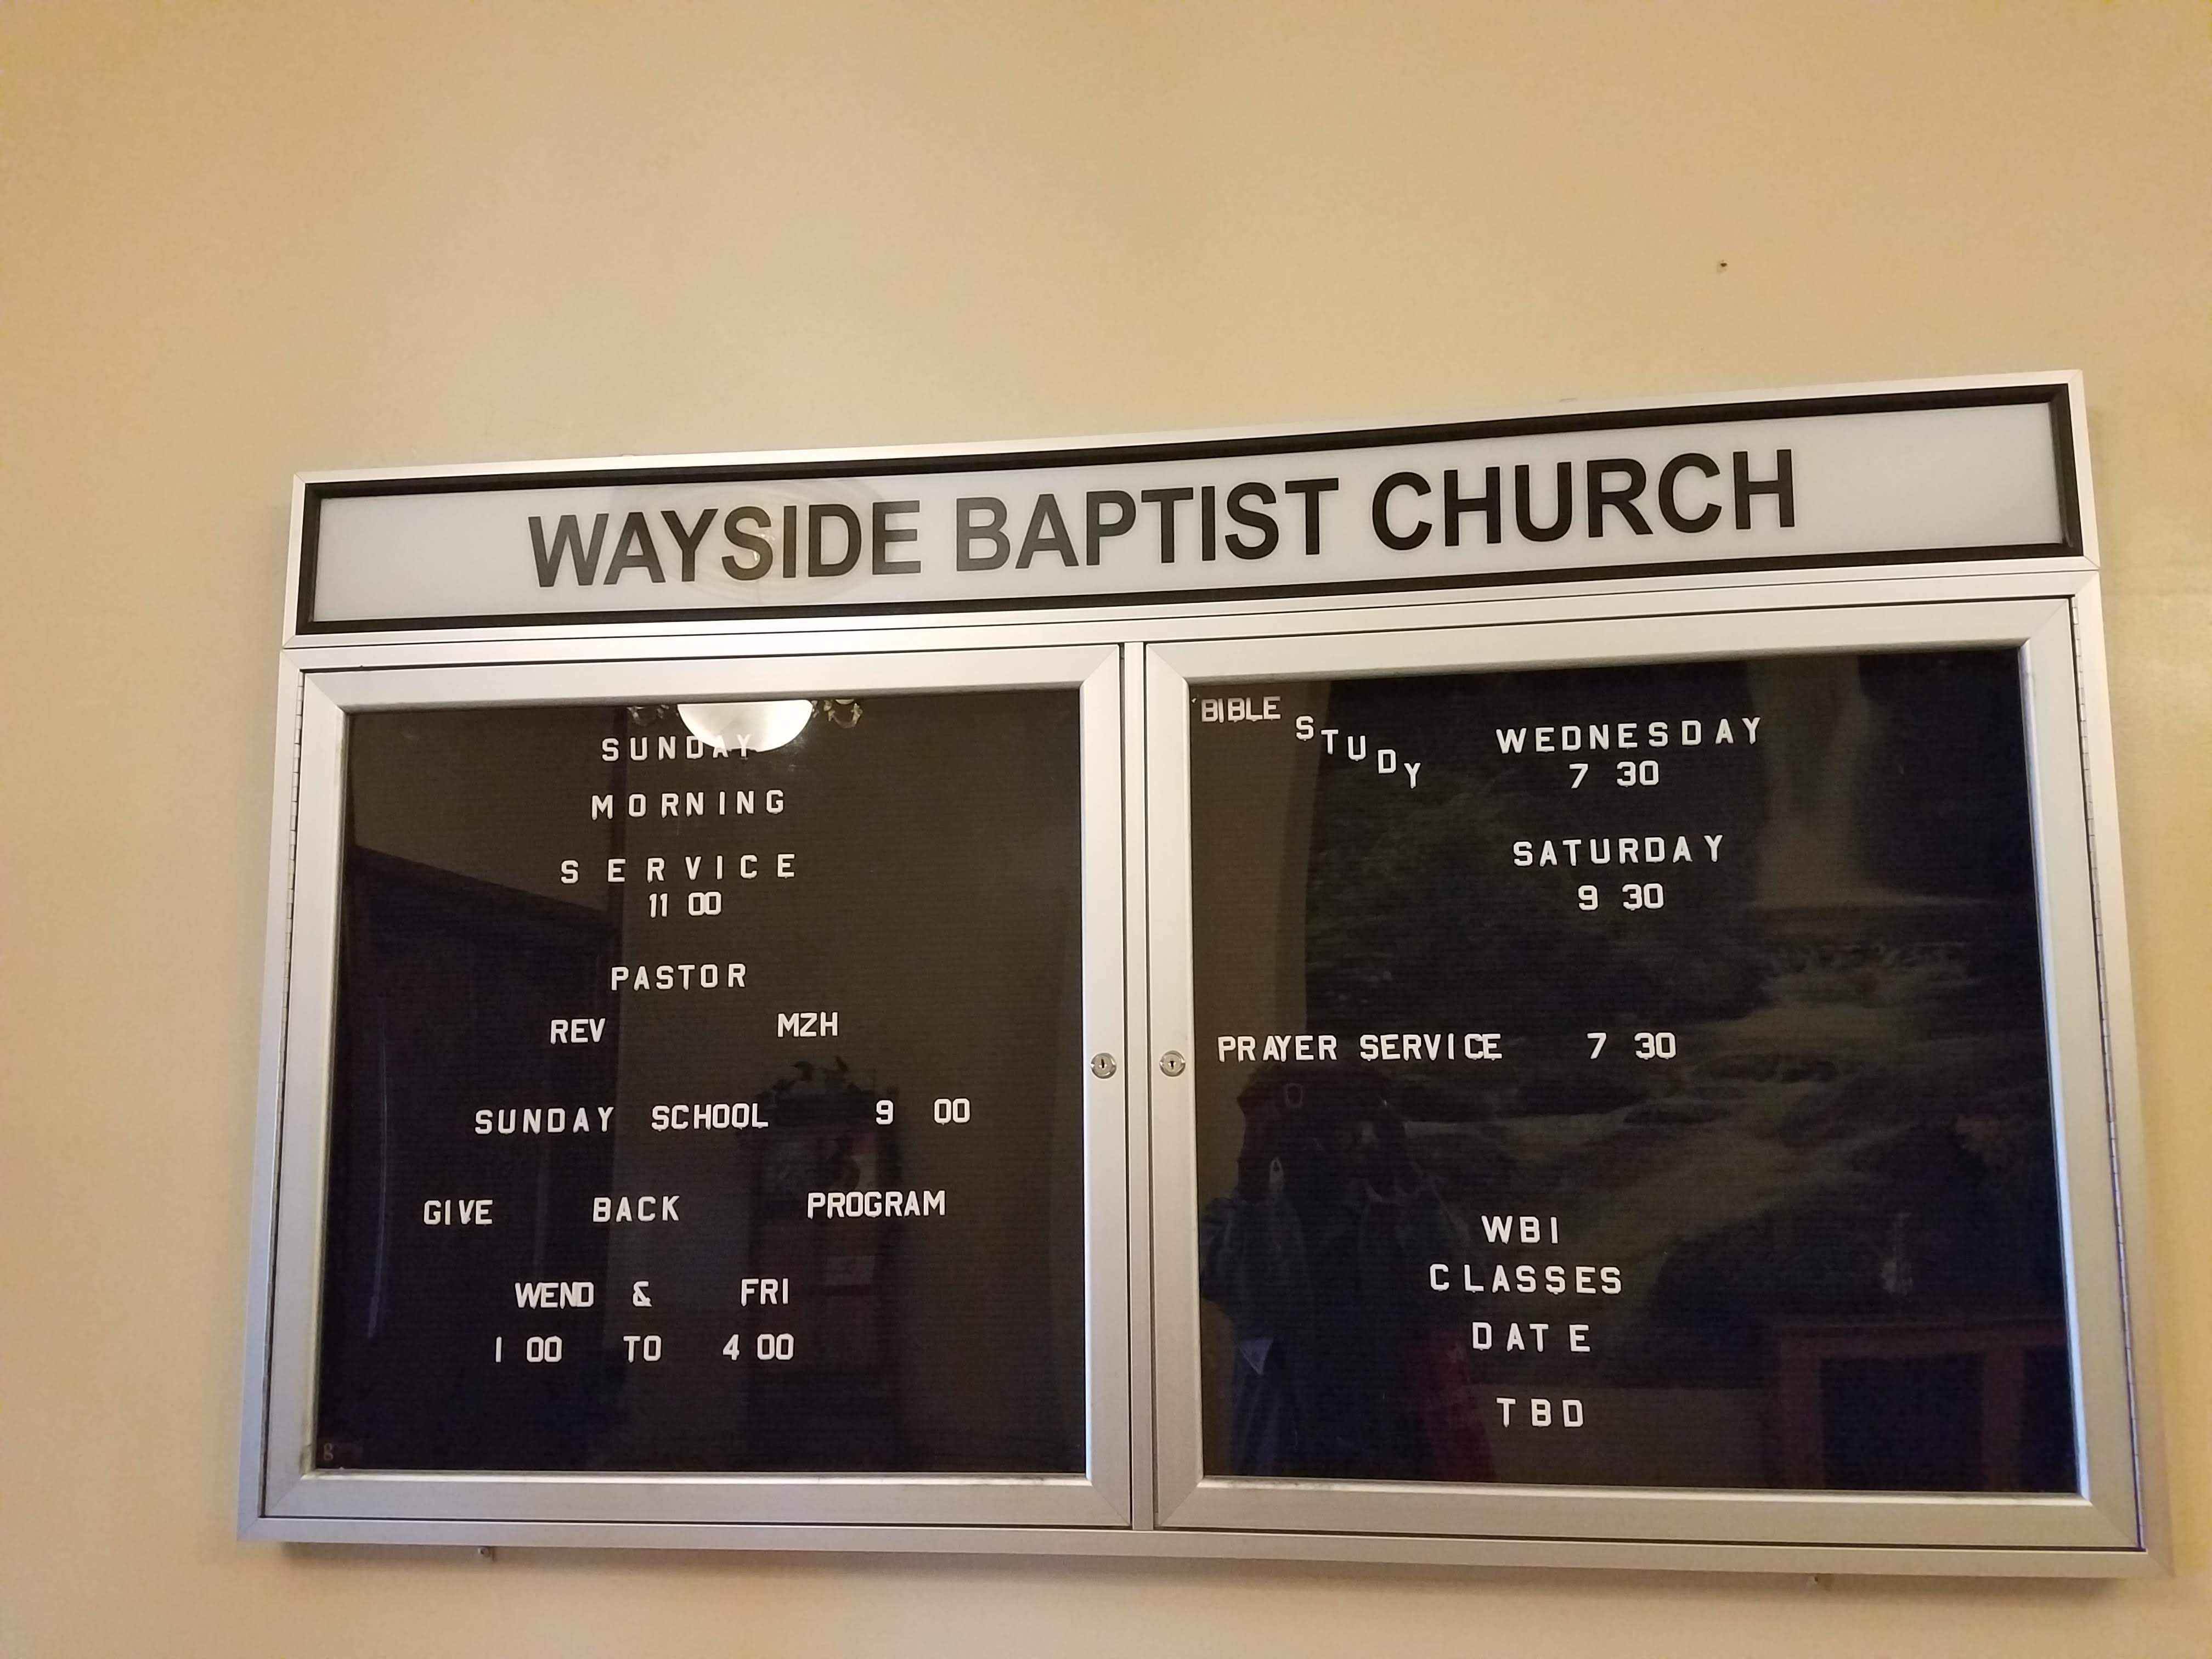 WAYSIDE BAPTIST CHURCH
SUNDAY
MORNING
SERVICE
11 00
PASTOR
REV MZH
SUNDAY SCHOOL 9 00
GIVE BACK PROGRAM
WEND & FRI
1 00 TO 4 00
BIBLE STUDY WEDNESDAY
7 30
SATURDAY
9 30
PRAYER SERVICE 7 30
WBI
CLASSES
DATE
TBD